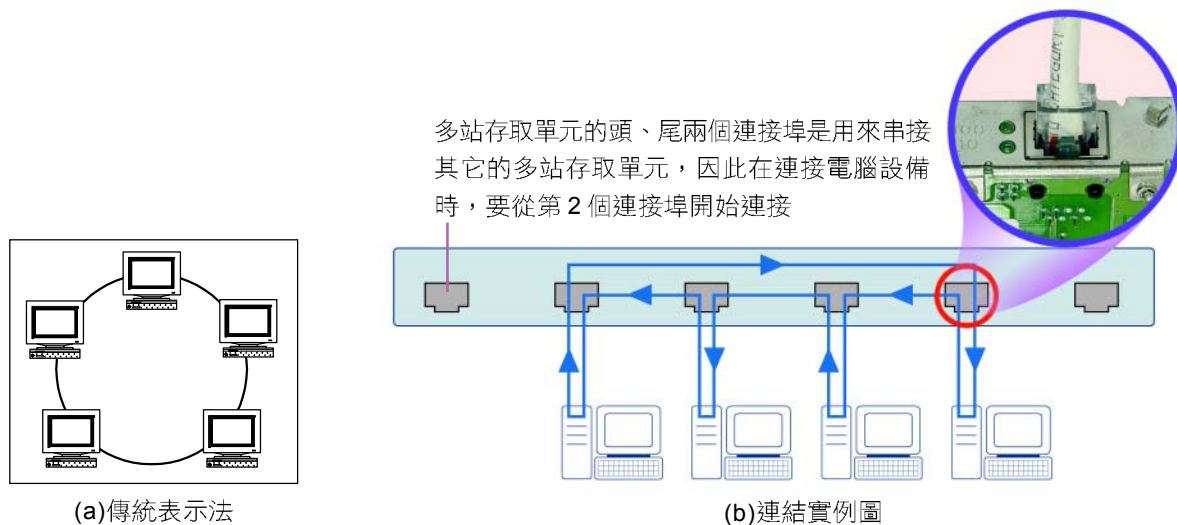 多站存取單元的頭、尾兩個連接埠是用來串接
其它的多站存取單元，因此在連接電腦設備
時，要從第 2 個連接埠開始連接
(a)傳統表示法
(b)連結實例圖